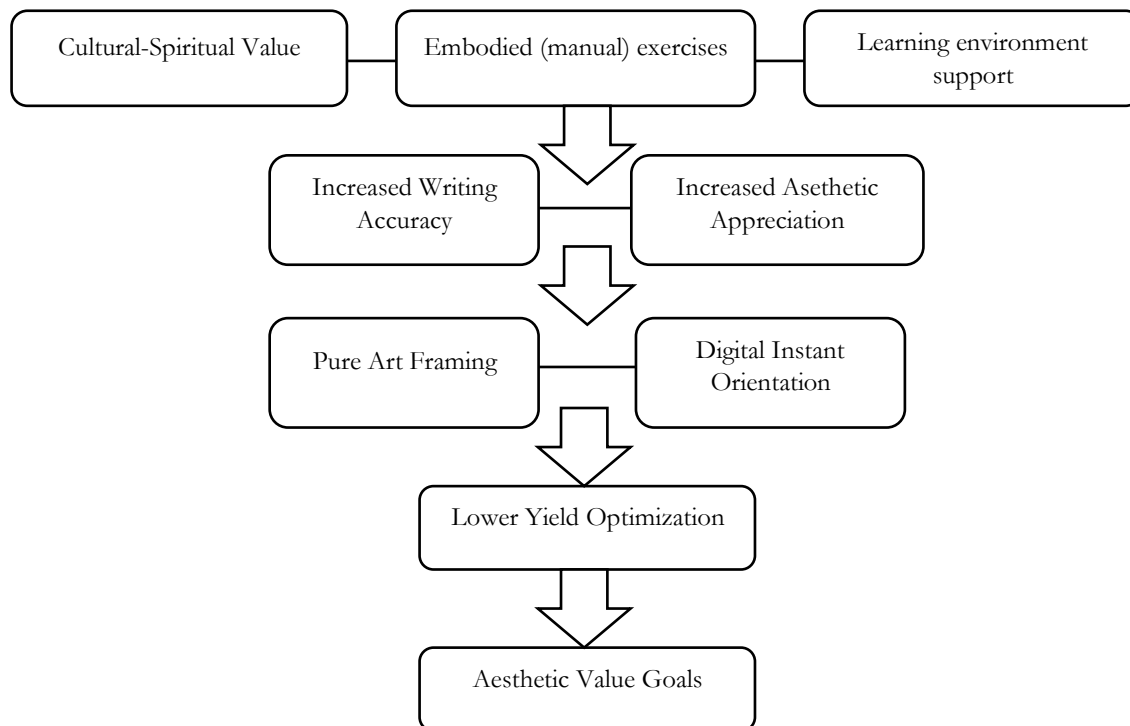 Cultural-Spiritual Value
Embodied (manual) exercises
Learning environment
support
Increased Writing
Accuracy
Increased Asethetic
Appreciation
Pure Art Framing
Digital Instant
Orientation
Lower Yield Optimization
Aesthetic Value Goals